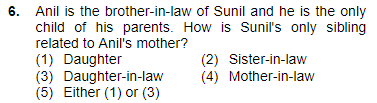 6. Anil is the brother-in-law of Sunil and he is the only
child of his parents. How is Sunil's only sibling
related to Anil's mother?
(1) Daughter (2) Sister-in-law
(3) Daughter-in-law (4) Mother-in-law
(5) Either (1) or (3)